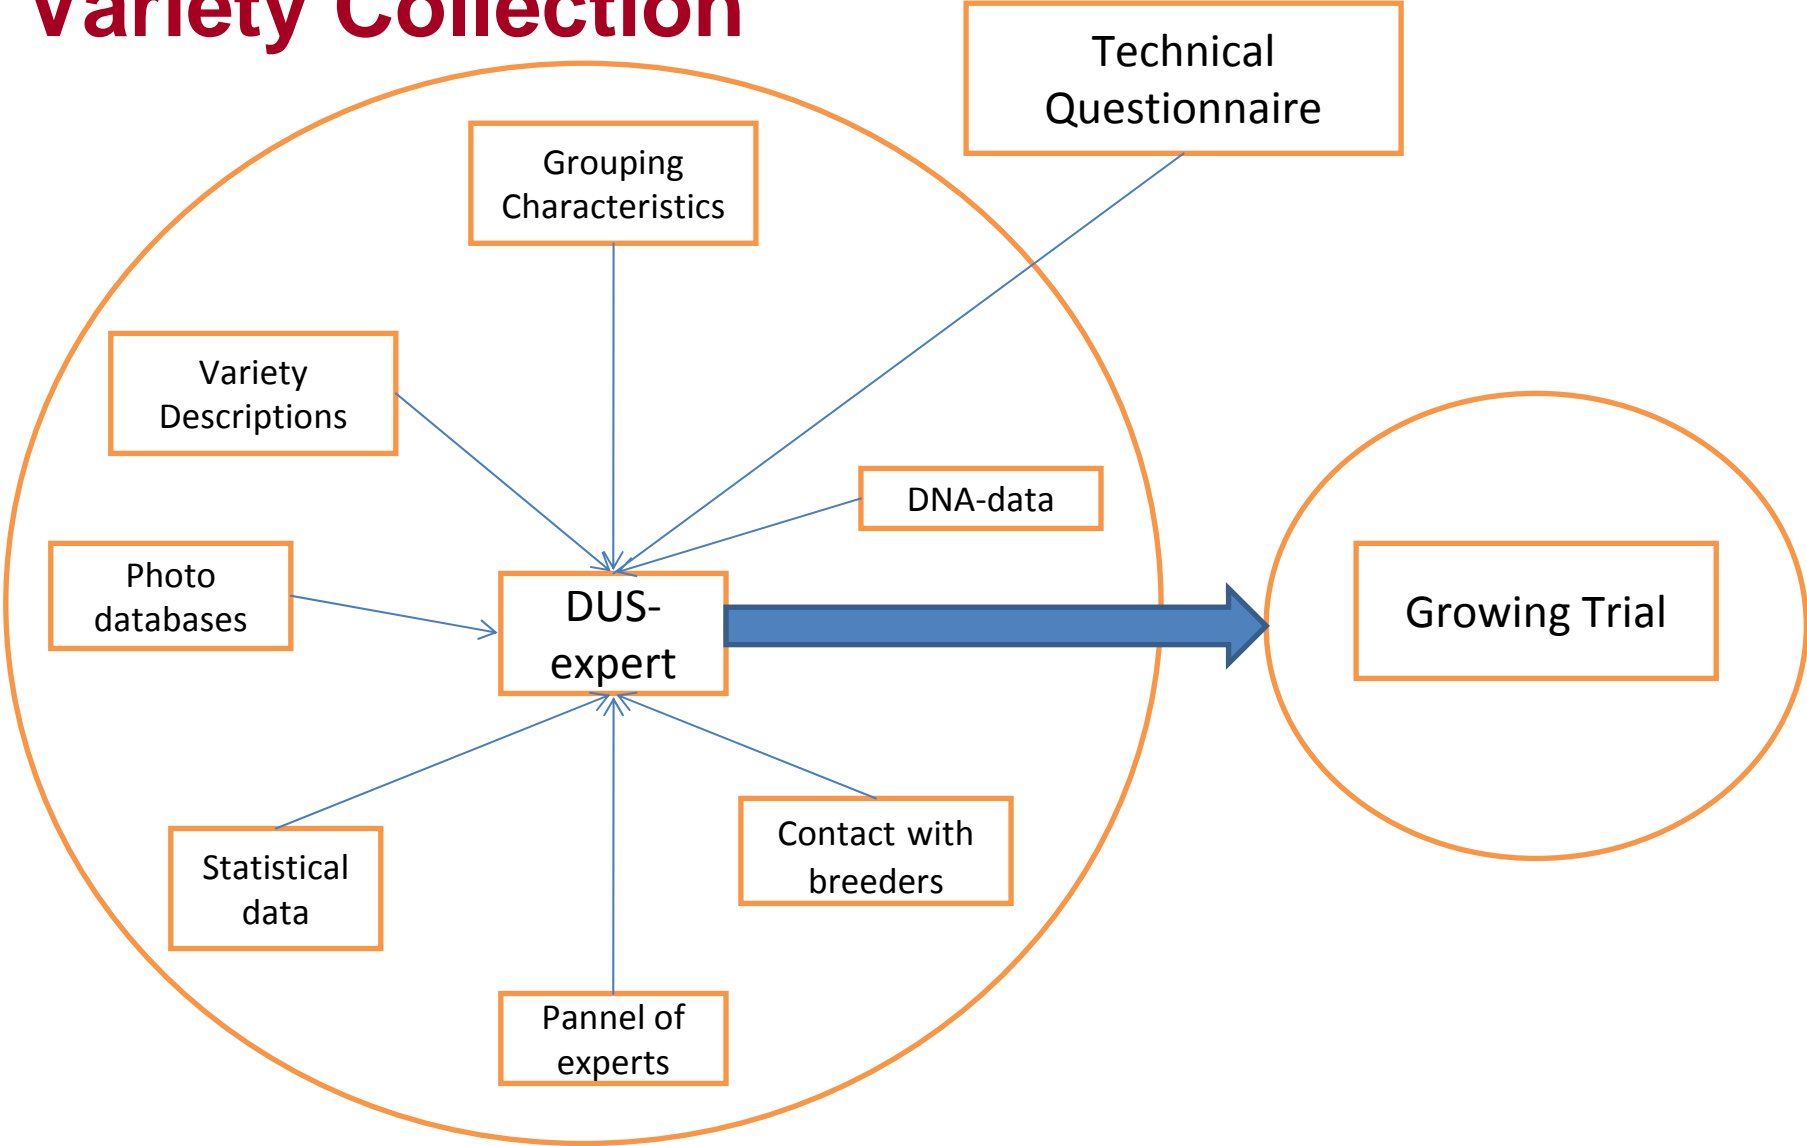 Variety Collection
Technical
Questionnaire
Grouping
Characteristics
Variety
Descriptions
DNA-data
Photo
databases
DUS-
expert
Growing Trial
Contact with
breeders
Statistical
data
Pannel of
experts